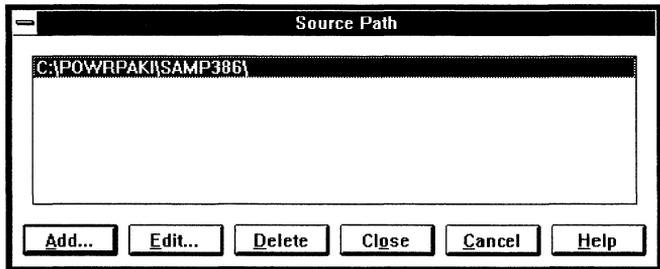 Source Path
C:\POWRPAKI\SAMP386\
Add... Edit... Delete Close Cancel Help